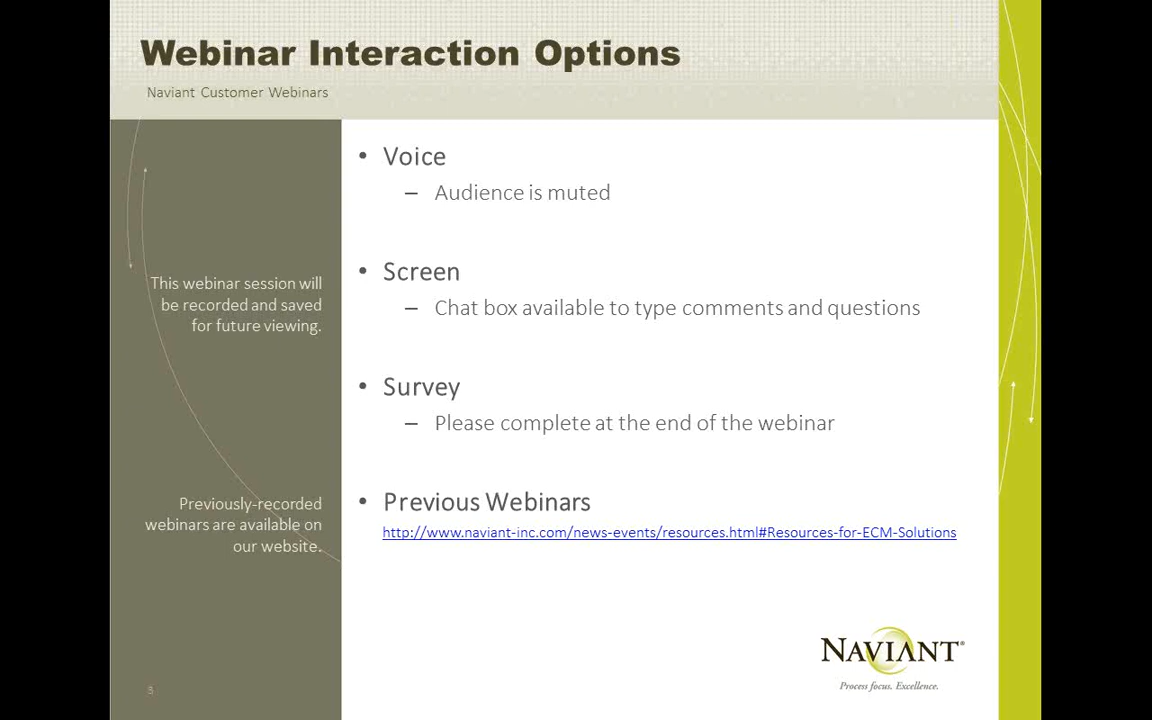 Webinar Interaction Options
Naviant Customer Webinars
• Voice
– Audience is muted
• Screen
– Chat box available to type comments and questions
This webinar session will
be recorded and saved
for future viewing.
• Survey
– Please complete at the end of the webinar
• Previous Webinars
http://www.naviant-inc.com/news-events/resources.html#Resources-for-ECM-Solutions
Previously-recorded
webinars are available on
our website.
NAVIANT®
Process focus. Excellence.
3